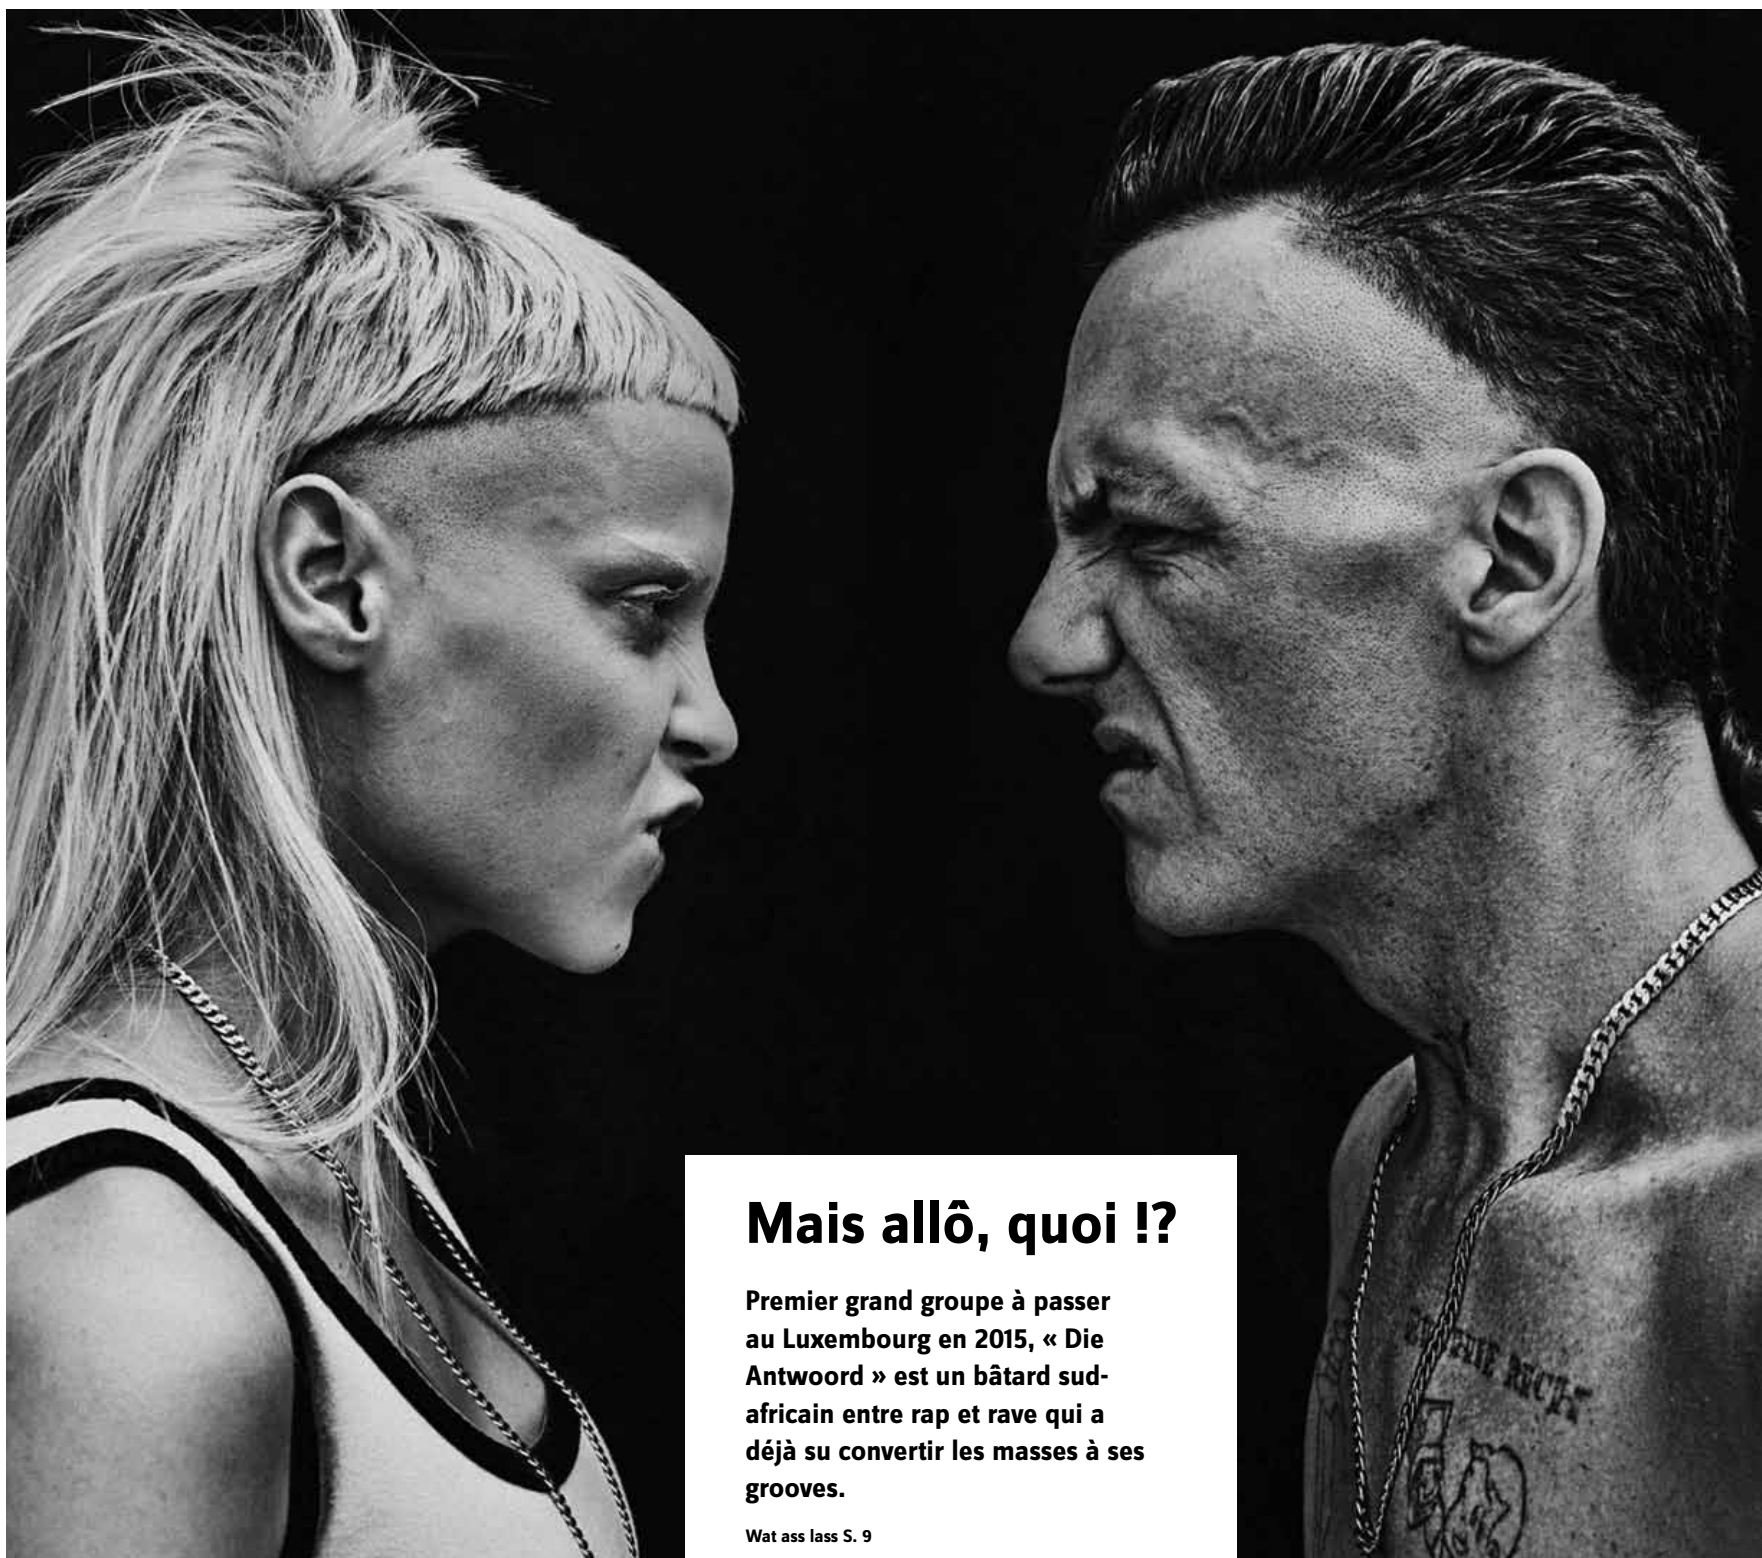 Mais allô, quoi !?
Premier grand groupe à passer
au Luxembourg en 2015, « Die
Antwoord » est un bâtard sud-
africain entre rap et rave qui a
déjà su convertir les masses à ses
grooves.
Wat ass lass S. 9